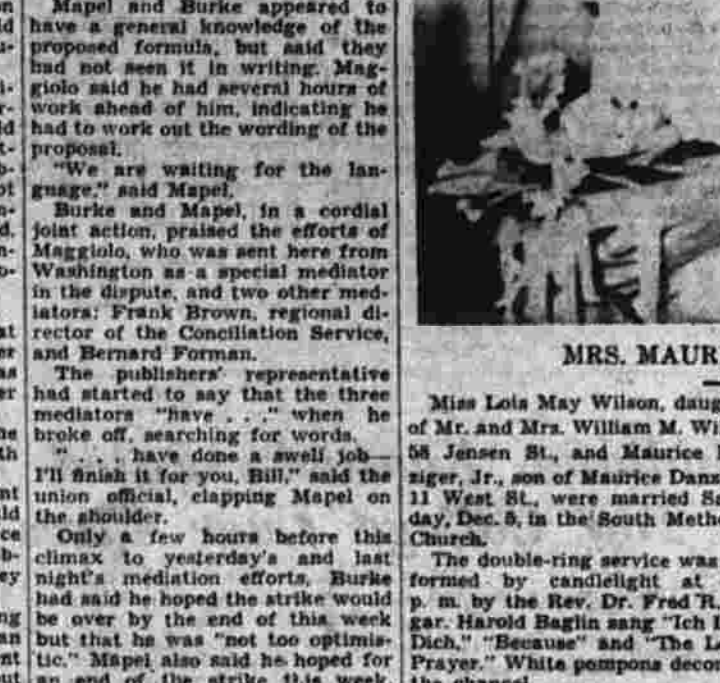 Mapel and Burke appeared to
have a general knowledge of the
proposed formula, but said they
had not seen it in writing. Mag-
giolo said he had several hours of
work ahead of him, indicating he
had to work out the wording of the
proposal.
"We are waiting for the lan-
guage," said Mapel.
Burke and Mapel, in a cordial
joint action, praised the efforts of
Maggiolo, who was sent here from
Washington as a special mediator
in the dispute, and two other med-
iators: Frank Brown, regional di-
rector of the Conciliation Service,
and Bernard Forman.
The publishers' representative
had started to say that the three
mediators "have . . ." when he
broke off, searching for words.
". . . have done a swell job—
I'll finish it for you, Bill," said the
union official, clapping Mapel on
the shoulder.
Only a few hours before this
climax to yesterday's and last
night's mediation efforts, Burke
had said he hoped the strike would
be over by the end of this week
but that he was "not too optimis-
tic." Mapel also said he hoped for
an end of the strike this week,
MRS. MAUR
Miss Lois May Wilson, daug
of Mr. and Mrs. William M. Wi
58 Jensen St., and Maurice
ziger, Jr., son of Maurice Danz
11 West St., were married Sa
day, Dec. 5, in the South Meth
Church.
The double-ring service was
formed by candlelight at
p. m. by the Rev. Dr. Fred R.
gar. Harold Baglin sang "Ich
Dich," "Because" and "The L
Prayer." White pompons decor
the chancel